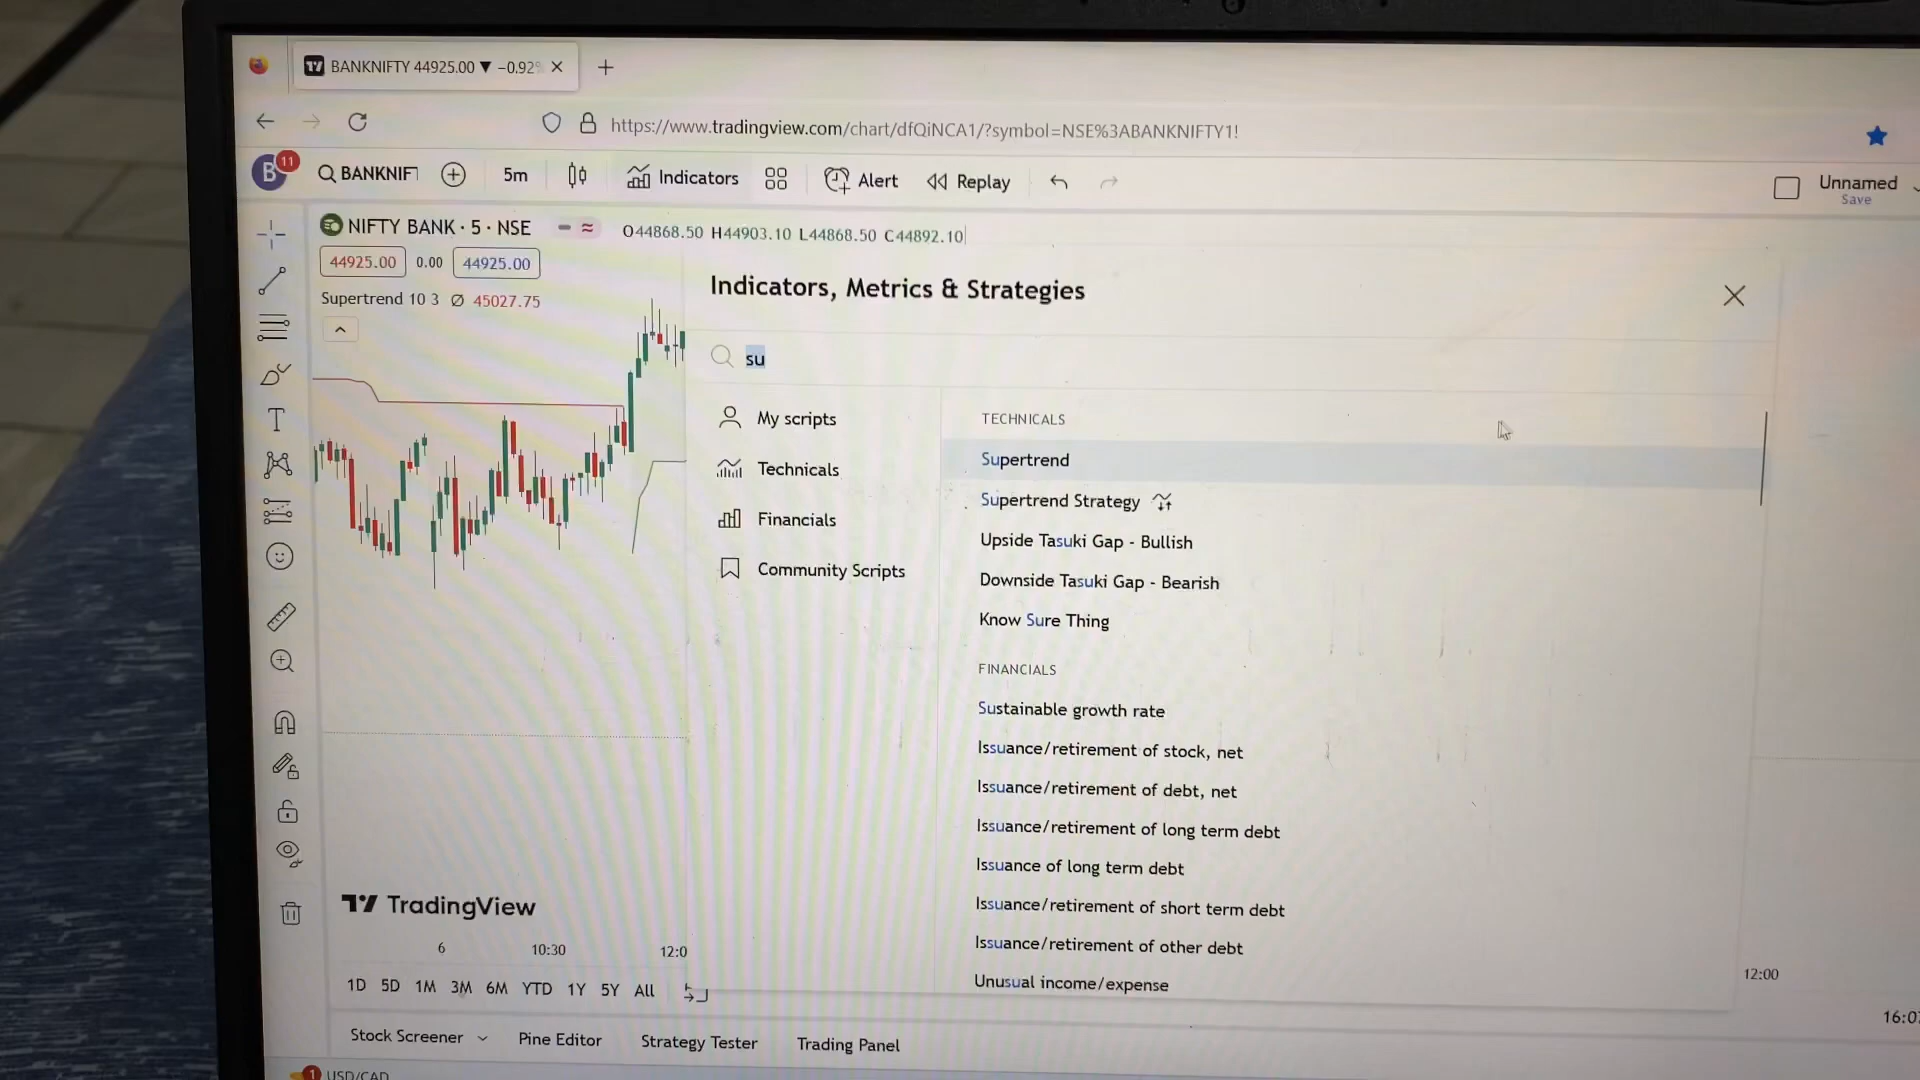 BANKNIFTY 44925.00 ▼ −0.92%
https://www.tradingview.com/chart/dfQiNCA1/?symbol=NSE%3ABANKNIFTY1!
B 11 BANKNIFT 5m Indicators Alert Replay Unnamed
Save
NIFTY BANK · 5 · NSE O44868.50 H44903.10 L44868.50 C44892.10
44925.00 0.00 44925.00
Supertrend 10 3 Ø 45027.75
Indicators, Metrics & Strategies
su
My scripts
Technicals
Financials
Community Scripts
TECHNICALS
Supertrend
Supertrend Strategy
Upside Tasuki Gap - Bullish
Downside Tasuki Gap - Bearish
Know Sure Thing
FINANCIALS
Sustainable growth rate
Issuance/retirement of stock, net
Issuance/retirement of debt, net
Issuance/retirement of long term debt
Issuance of long term debt
Issuance/retirement of short term debt
Issuance/retirement of other debt
Unusual income/expense
TradingView
6 10:30 12:0 12:00
1D 5D 1M 3M 6M YTD 1Y 5Y All
16:07
Stock Screener Pine Editor Strategy Tester Trading Panel
1 USD/CAD